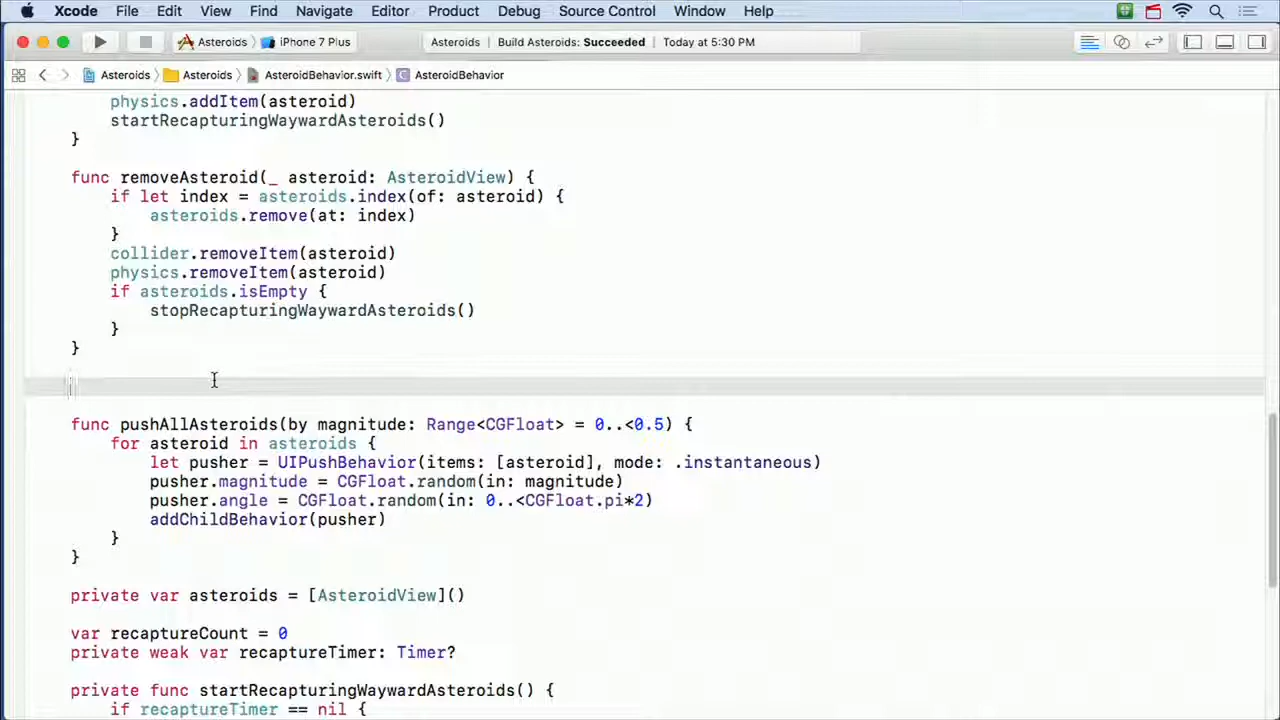 Xcode File Edit View Find Navigate Editor Product Debug Source Control Window Help
Asteroids iPhone 7 Plus Asteroids | Build Asteroids: Succeeded | Today at 5:30 PM
Asteroids Asteroids AsteroidBehavior.swift C AsteroidBehavior
physics.addItem(asteroid)
startRecapturingWaywardAsteroids()
}
func removeAsteroid(_ asteroid: AsteroidView) {
if let index = asteroids.index(of: asteroid) {
asteroids.remove(at: index)
}
collider.removeItem(asteroid)
physics.removeItem(asteroid)
if asteroids.isEmpty {
stopRecapturingWaywardAsteroids()
}
}
func pushAllAsteroids(by magnitude: Range<CGFloat> = 0..<0.5) {
for asteroid in asteroids {
let pusher = UIPushBehavior(items: [asteroid], mode: .instantaneous)
pusher.magnitude = CGFloat.random(in: magnitude)
pusher.angle = CGFloat.random(in: 0..<CGFloat.pi*2)
addChildBehavior(pusher)
}
}
private var asteroids = [AsteroidView]()
var recaptureCount = 0
private weak var recaptureTimer: Timer?
private func startRecapturingWaywardAsteroids() {
if recaptureTimer == nil {